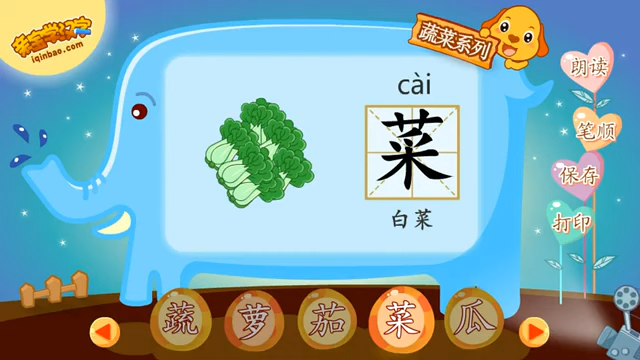 亲宝学汉字
iqinbao.com
蔬菜系列
cài
菜
白菜
朗读
笔顺
保存
打印
蔬 萝 茄 菜 瓜